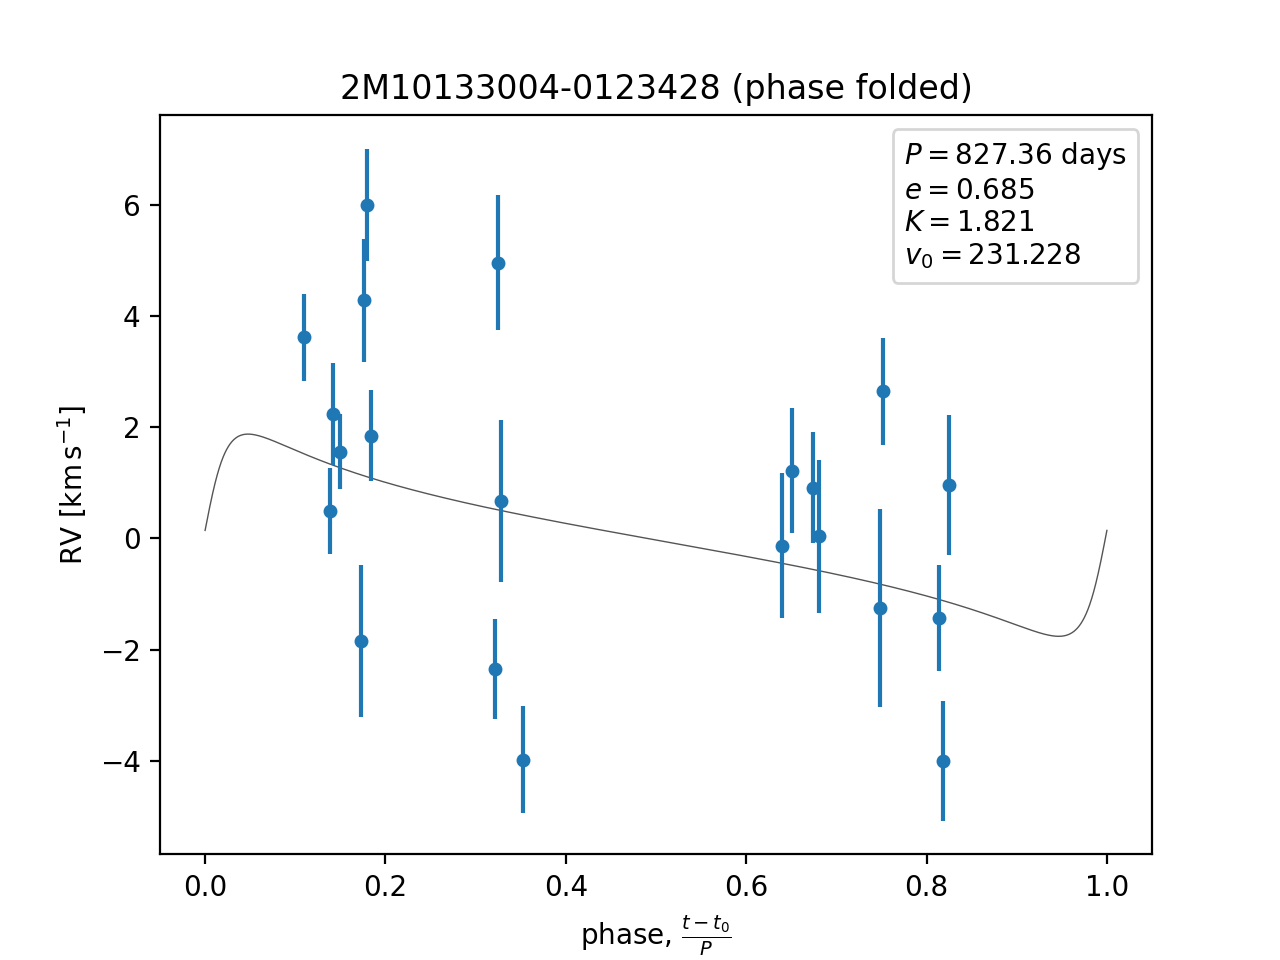 2M10133004-0123428 (phase folded)
P = 827.36 days
e = 0.685
K = 1.821
v₀ = 231.228
RV [km s⁻¹]
6
4
2
0
−2
−4
0.0 0.2 0.4 0.6 0.8 1.0
phase, (t − t₀)/P